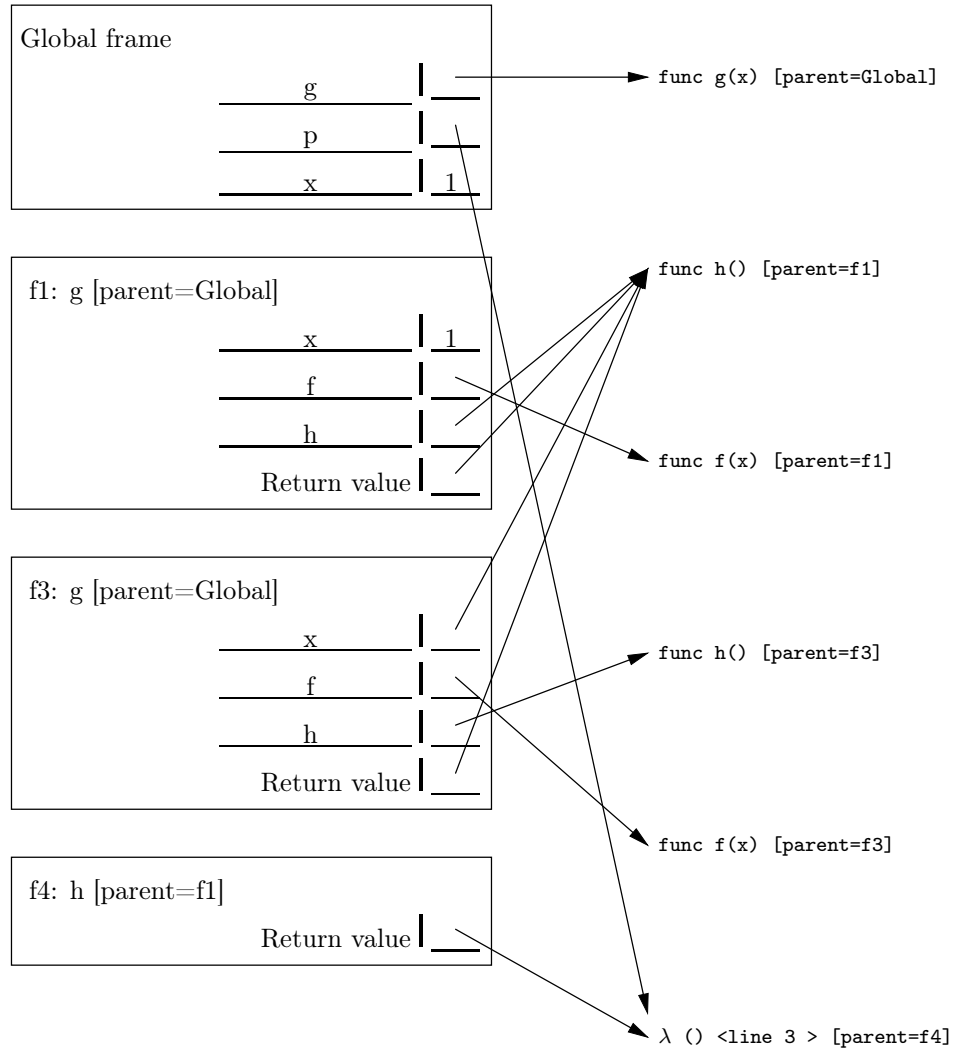 Global frame
g
p
x 1
func g(x) [parent=Global]
f1: g [parent=Global]
x 1
f
h
Return value
func h() [parent=f1]
func f(x) [parent=f1]
f3: g [parent=Global]
x
f
h
Return value
func h() [parent=f3]
func f(x) [parent=f3]
f4: h [parent=f1]
Return value
λ () <line 3 > [parent=f4]